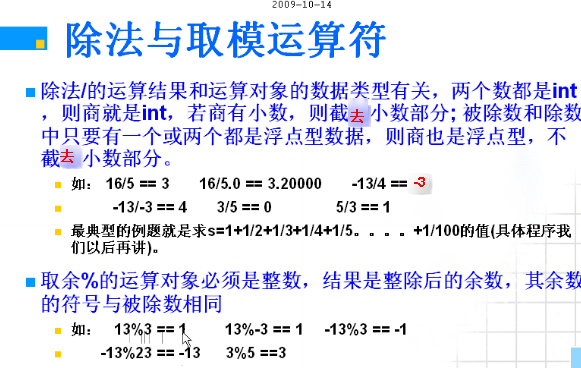 2009-10-14
除法与取模运算符
除法/的运算结果和运算对象的数据类型有关，两个数都是int
，则商就是int，若商有小数，则截去小数部分; 被除数和除数
中只要有一个或两个都是浮点型数据，则商也是浮点型，不
截去小数部分。
如： 16/5 == 3 16/5.0 == 3.20000 -13/4 == -3
-13/-3 == 4 3/5 == 0 5/3 == 1
最典型的例题就是求s=1+1/2+1/3+1/4+1/5。。。。+1/100的值(具体程序我
们以后再讲)。
取余%的运算对象必须是整数，结果是整除后的余数，其余数
的符号与被除数相同
如： 13%3 == 1 13%-3 == 1 -13%3 == -1
-13%23 == -13 3%5 ==3